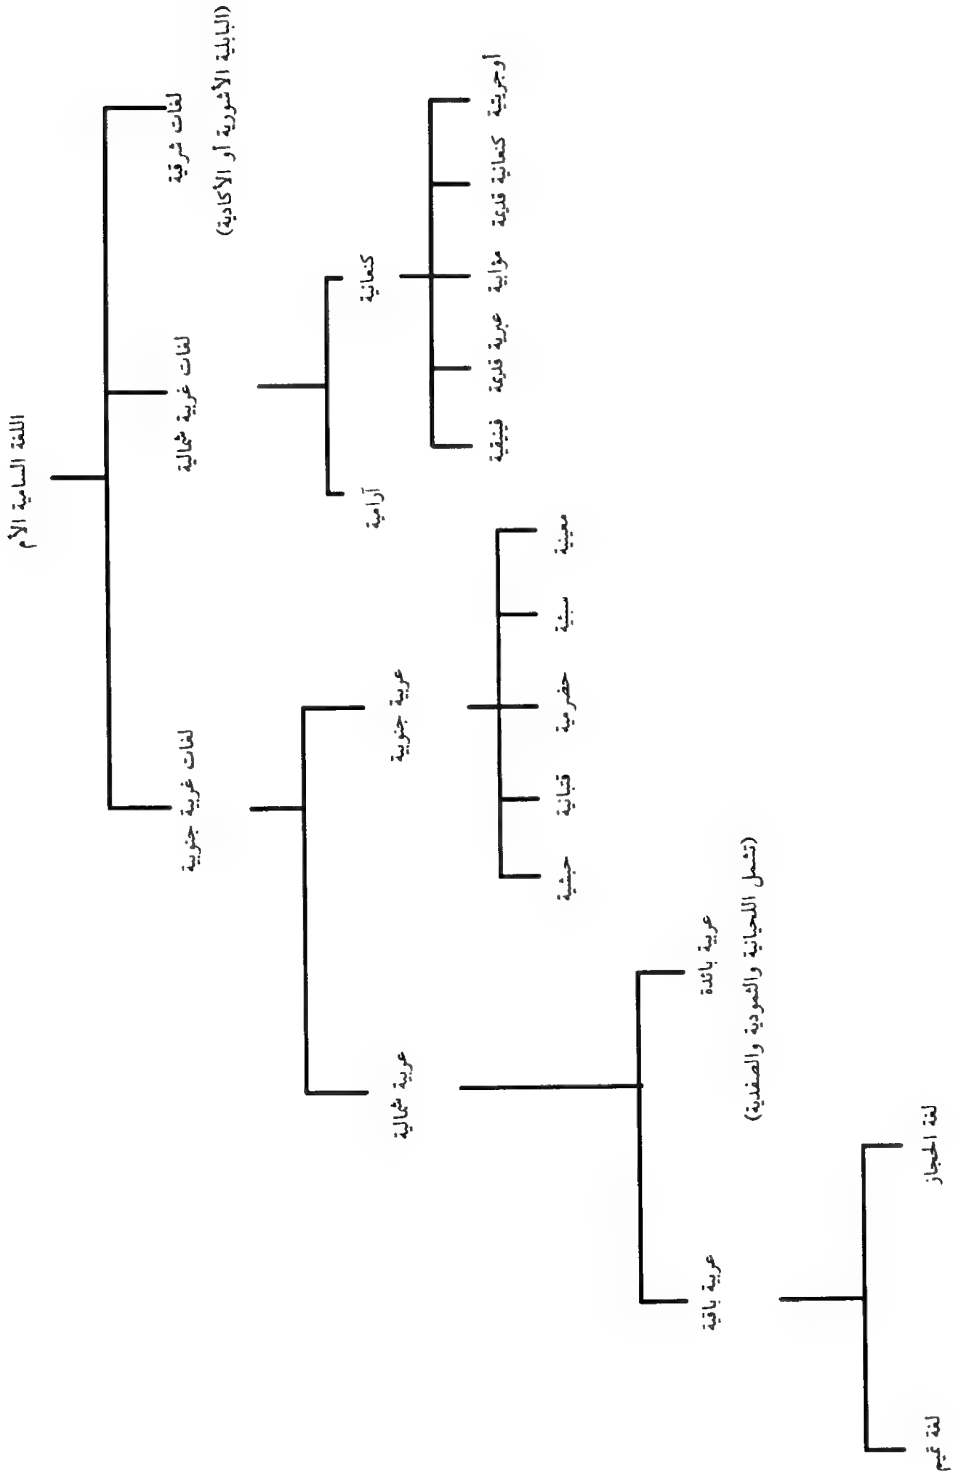 اللغة السامية الأم
لغات شرقية
(البابلية الأشورية أو الأكادية)
لغات غربية شمالية
لغات غربية جنوبية
كنعانية
آرامية
أوجريتية
كنعانية قديمة
مؤابية
عبرية قديمة
فينيقية
عربية جنوبية
عربية شمالية
معينية
سبئية
حضرمية
قتبانية
حبشية
عربية بائدة
(تشمل اللحيانية والثمودية والصفدية)
عربية باقية
لغة الحجاز
لغة تميم